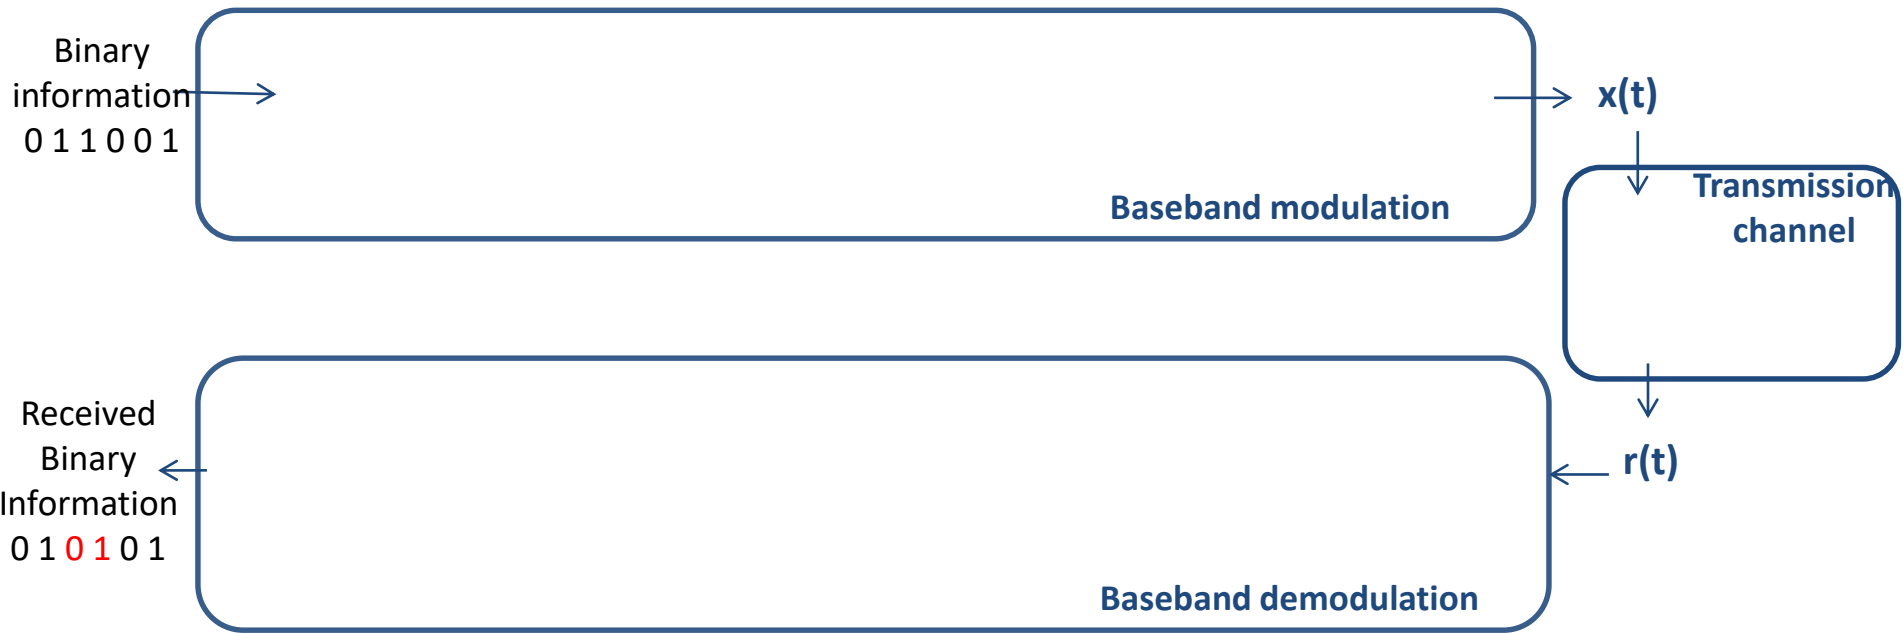 Binary
information
0 1 1 0 0 1
x(t)
Baseband modulation
Transmission
channel
Received
Binary
Information
0 1 0 1 0 1
r(t)
Baseband demodulation